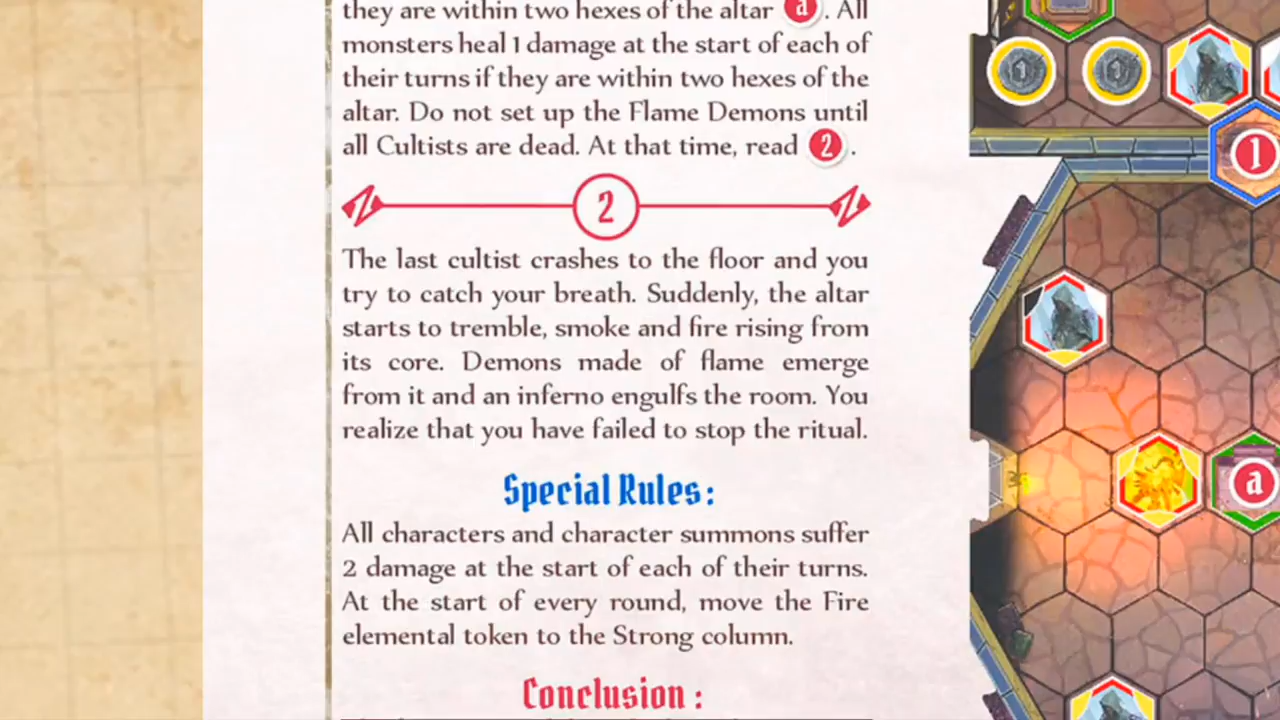 they are within two hexes of the altar a. All
monsters heal 1 damage at the start of each of
their turns if they are within two hexes of the
altar. Do not set up the Flame Demons until
all Cultists are dead. At that time, read 2.
2
The last cultist crashes to the floor and you
try to catch your breath. Suddenly, the altar
starts to tremble, smoke and fire rising from
its core. Demons made of flame emerge
from it and an inferno engulfs the room. You
realize that you have failed to stop the ritual.
Special Rules:
All characters and character summons suffer
2 damage at the start of each of their turns.
At the start of every round, move the Fire
elemental token to the Strong column.
Conclusion:
1
1
1
a